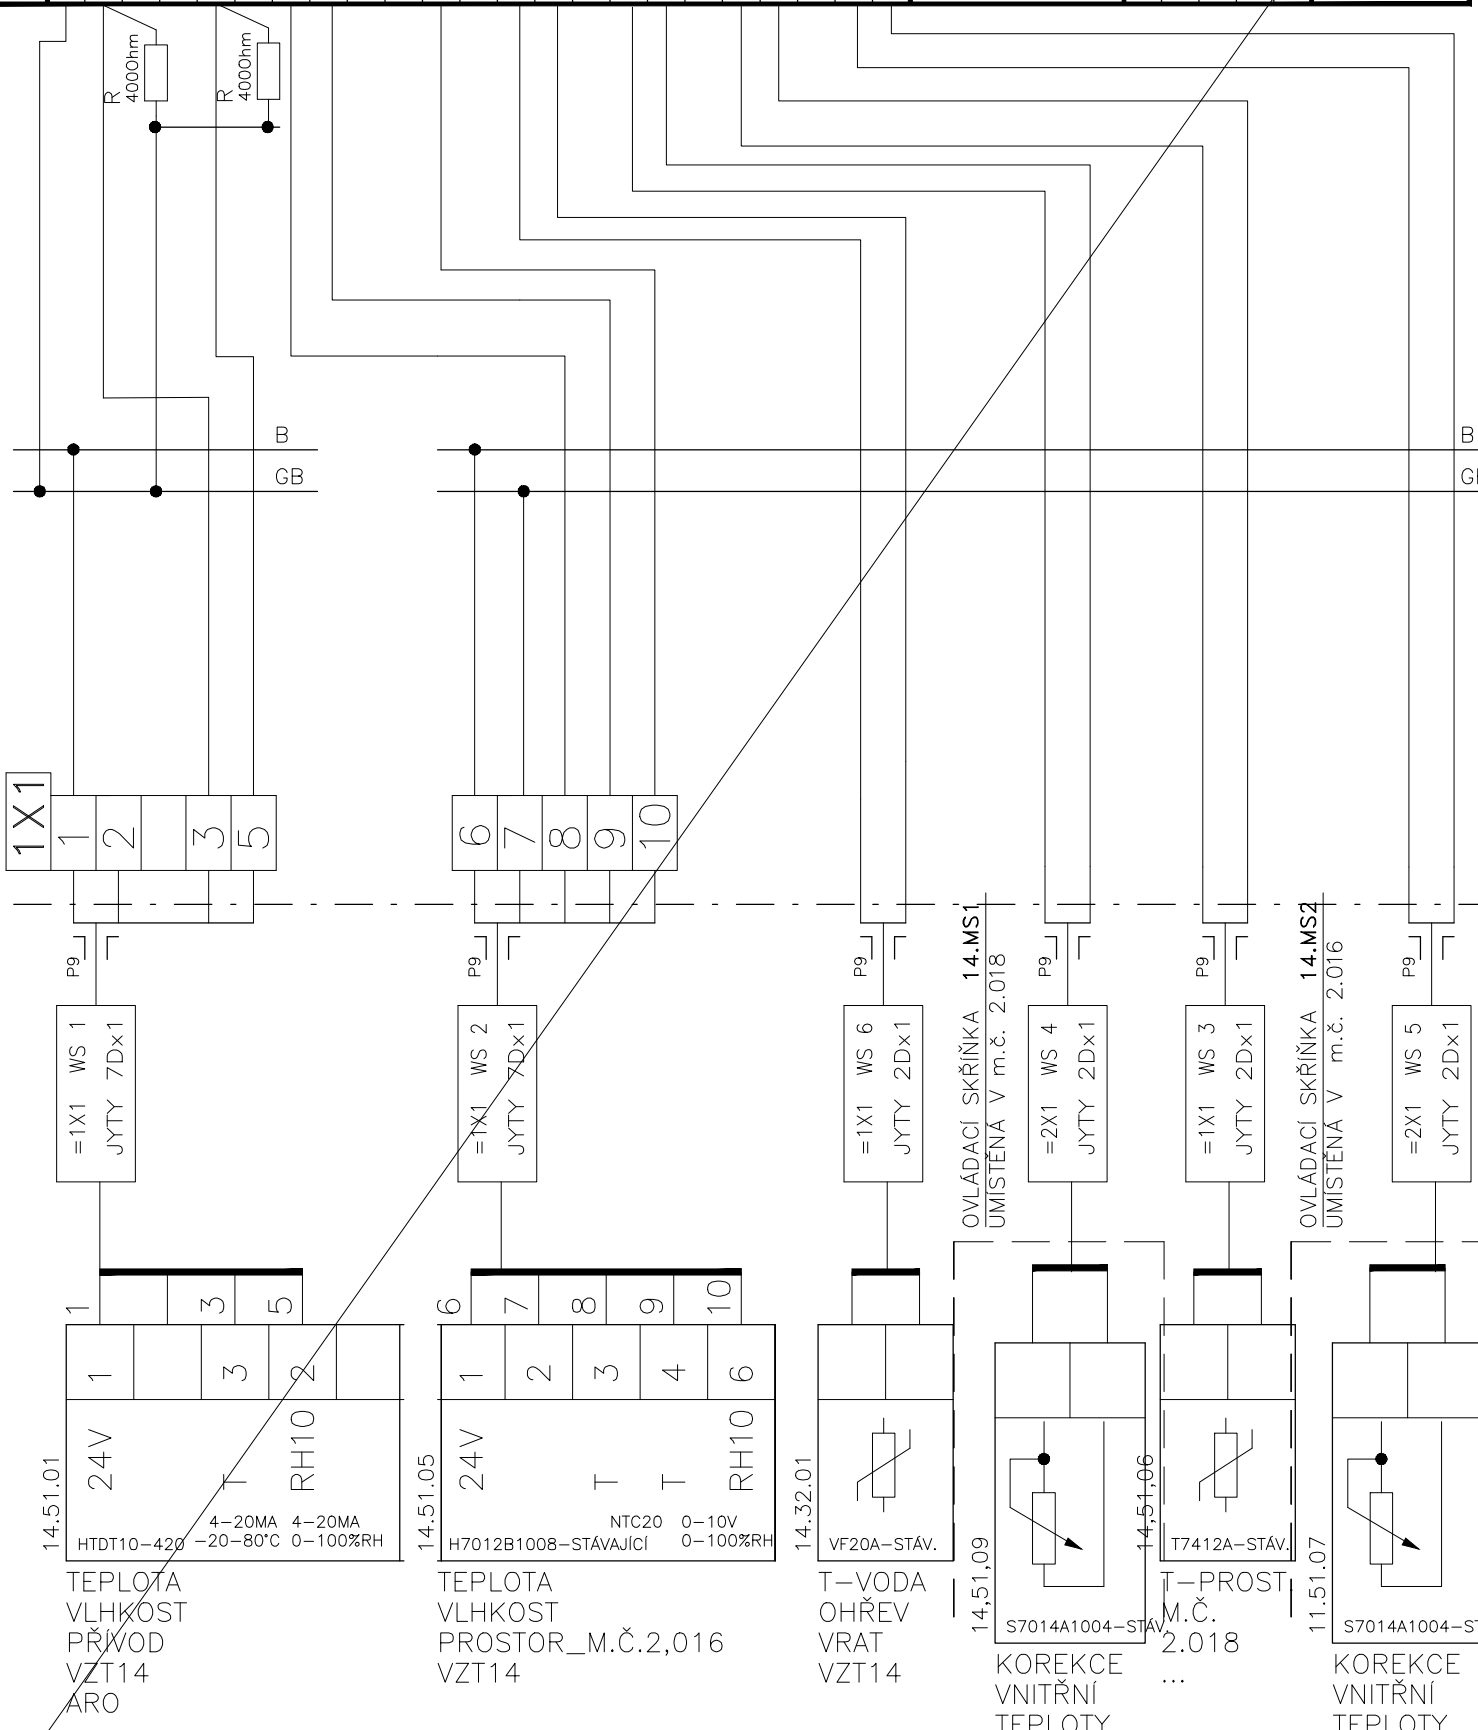 R
400Ohm
R
400Ohm
B
GB
B
1X1
1
2
3
5
6
7
8
9
10
P9
P9
P9
P9
P9
P9
=1X1 WS 1
JYTY 7Dx1
=1X1 WS 2
JYTY 7Dx1
=1X1 WS 6
JYTY 2Dx1
OVLÁDACÍ SKŘÍŇKA 14.MS1
UMÍSTĚNÁ V m.č. 2.018
=2X1 WS 4
JYTY 2Dx1
=1X1 WS 3
JYTY 2Dx1
OVLÁDACÍ SKŘÍŇKA 14.MS2
UMÍSTĚNÁ V m.č. 2.016
=2X1 WS 5
JYTY 2Dx1
1
3
5
6
7
8
9
10
1
3
2
1
2
3
4
6
14.51.01
24V
T
RH10
4-20MA 4-20MA
HTDT10-420 -20-80°C 0-100%RH
TEPLOTA
VLHKOST
PŘÍVOD
VZT14
ARO
14.51.05
24V
T
T
RH10
NTC20 0-10V
H7012B1008-STÁVAJÍCÍ 0-100%RH
TEPLOTA
VLHKOST
PROSTOR_M.Č.2,016
VZT14
14.32.01
VF20A-STÁV.
T-VODA
OHŘEV
VRAT
VZT14
14,51,09
S7014A1004-STÁV.
KOREKCE
VNITŘNÍ
TEPLOTY
14,51,06
T7412A-STÁV.
T-PROST
M.Č.
2.018
...
11.51.07
S7014A1004-ST
KOREKCE
VNITŘNÍ
TEPLOTY